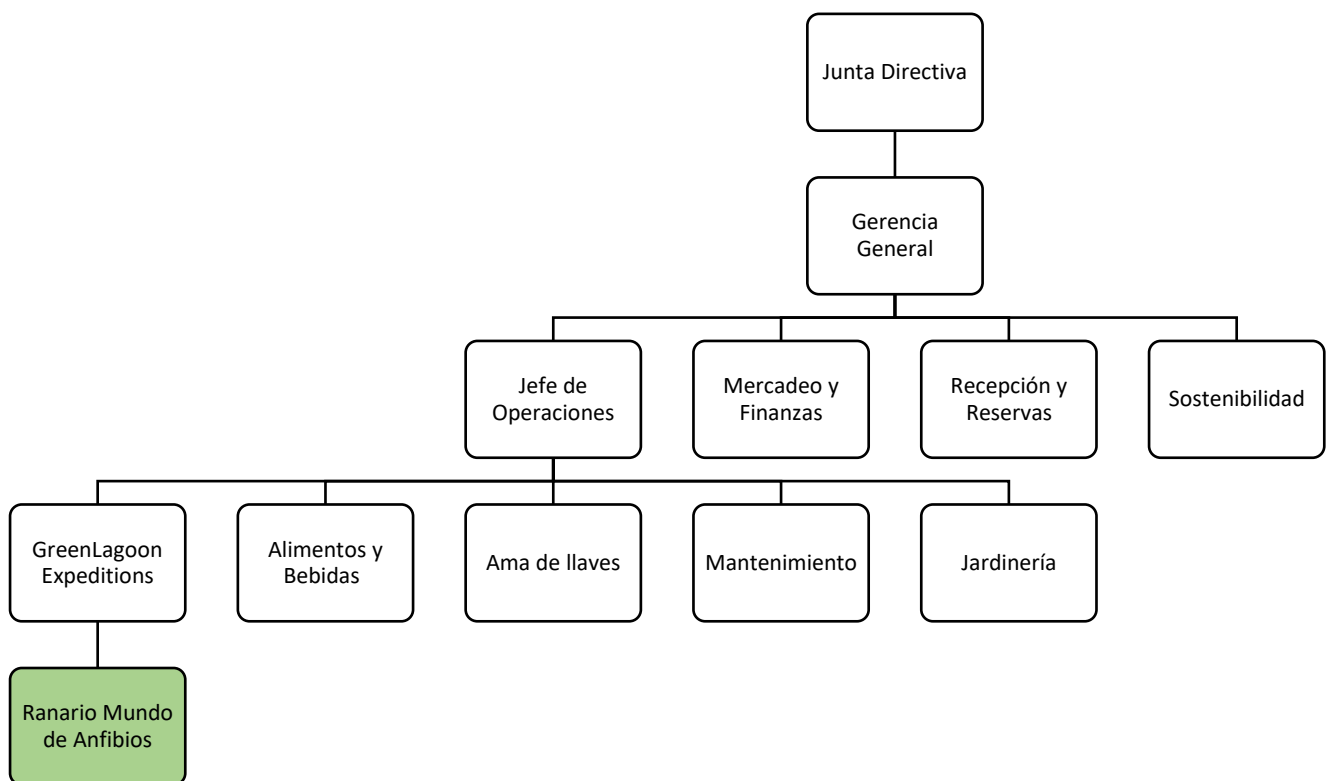 Junta Directiva
Gerencia
General
Jefe de
Operaciones
Mercadeo y
Finanzas
Recepción y
Reservas
Sostenibilidad
GreenLagoon
Expeditions
Alimentos y
Bebidas
Ama de llaves
Mantenimiento
Jardinería
Ranario Mundo
de Anfibios